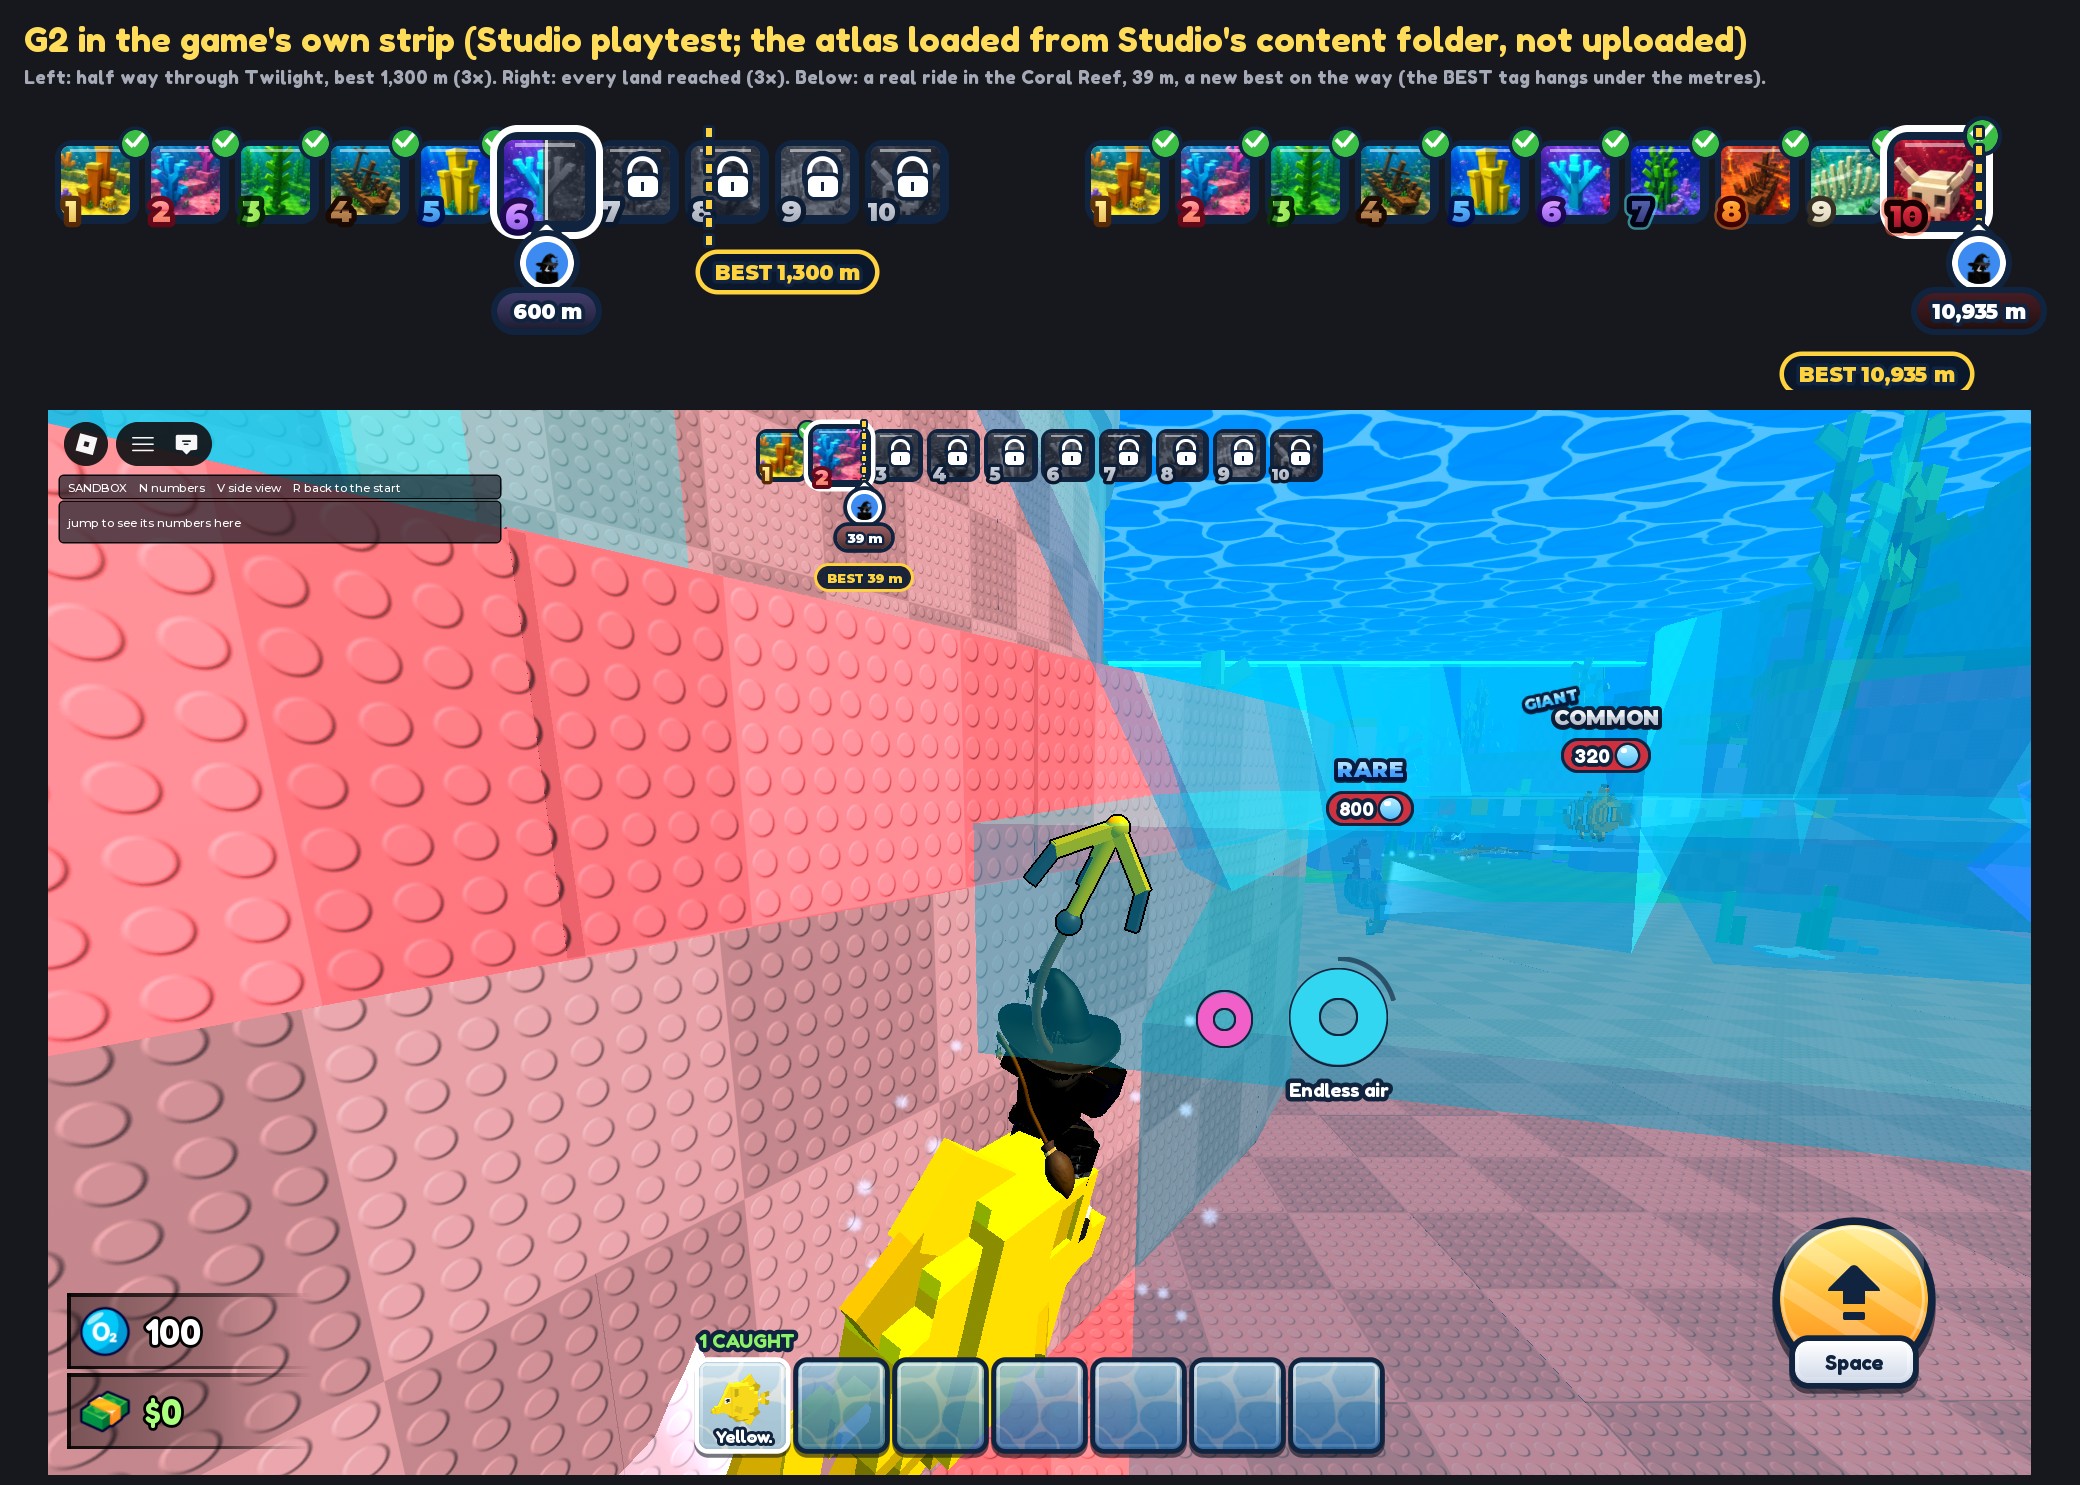 G2 in the game's own strip (Studio playtest; the atlas loaded from Studio's content folder, not uploaded)
Left: half way through Twilight, best 1,300 m (3x). Right: every land reached (3x). Below: a real ride in the Coral Reef, 39 m, a new best on the way (the BEST tag hangs under the metres).
1 2 3 4 5 6 7 8 9 10
BEST 1,300 m
600 m
1 2 3 4 5 6 7 8 9 10
10,935 m
BEST 10,935 m
1 2 3 4 5 6 7 8 9 10
SANDBOX N numbers V side view R back to the start
jump to see its numbers here
39 m
BEST 39 m
GIANT
COMMON
320
RARE
800
Endless air
O2 100
$0
1 CAUGHT
Yellow.
Space